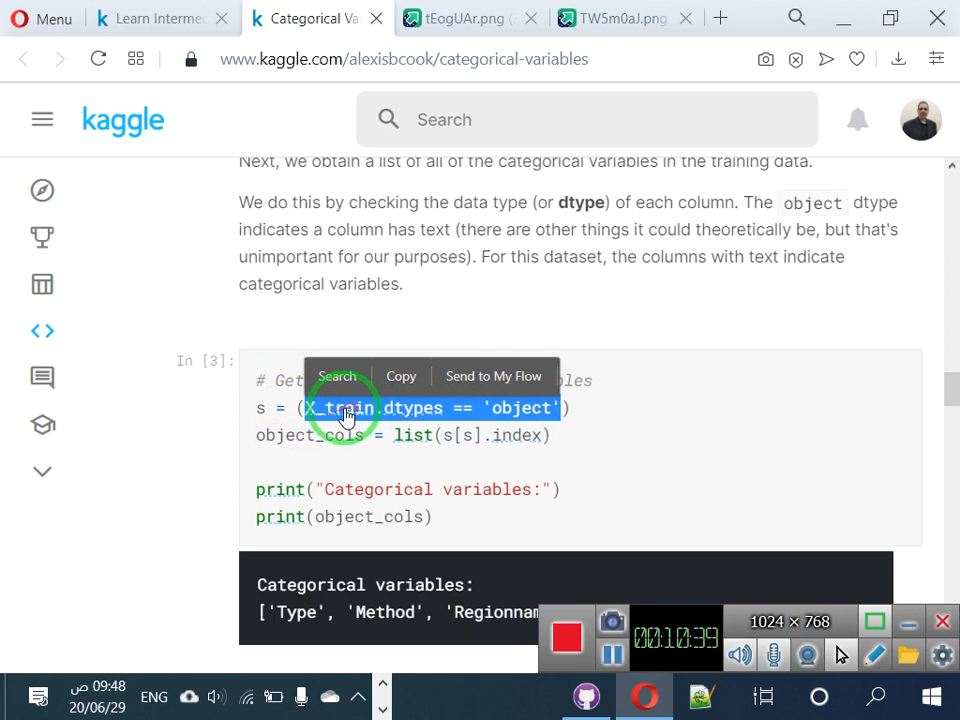 Menu
Learn Interme
Categorical Va
tEogUAr.png (
TW5m0aJ.png
www.kaggle.com/alexisbcook/categorical-variables
kaggle
Search
Next, we obtain a list of all of the categorical variables in the training data.
We do this by checking the data type (or dtype) of each column. The object dtype
indicates a column has text (there are other things it could theoretically be, but that's
unimportant for our purposes). For this dataset, the columns with text indicate
categorical variables.
In [3]:
Search Copy Send to My Flow
# Get
les
s = (X_train.dtypes == 'object')
object_cols = list(s[s].index)
print("Categorical variables:")
print(object_cols)
Categorical variables:
['Type', 'Method', 'Regionnam
1024 × 768
00:10:39
ENG
09:48 ص
20/06/29